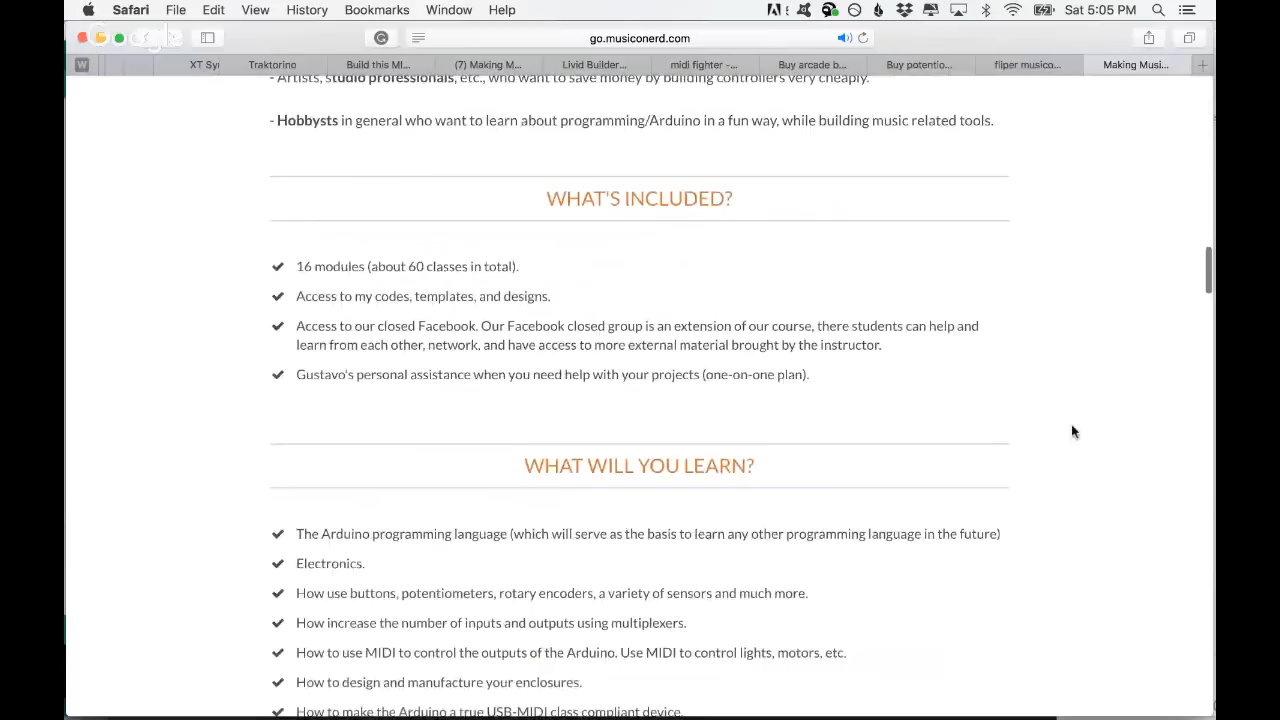 Safari File Edit View History Bookmarks Window Help Sat 5:05 PM
go.musiconerd.com
W XT Syr Traktorino Build this MI... (7) Making M... Livid Builder... midi fighter -... Buy arcade b... Buy potentio... fliper musico... Making Musi...
- Artists, studio professionals, etc., who want to save money by building controllers very cheaply.
- Hobbysts in general who want to learn about programming/Arduino in a fun way, while building music related tools.
WHAT'S INCLUDED?
16 modules (about 60 classes in total).
Access to my codes, templates, and designs.
Access to our closed Facebook. Our Facebook closed group is an extension of our course, there students can help and
learn from each other, network, and have access to more external material brought by the instructor.
Gustavo's personal assistance when you need help with your projects (one-on-one plan).
WHAT WILL YOU LEARN?
The Arduino programming language (which will serve as the basis to learn any other programming language in the future)
Electronics.
How use buttons, potentiometers, rotary encoders, a variety of sensors and much more.
How increase the number of inputs and outputs using multiplexers.
How to use MIDI to control the outputs of the Arduino. Use MIDI to control lights, motors, etc.
How to design and manufacture your enclosures.
How to make the Arduino a true USB-MIDI class compliant device.